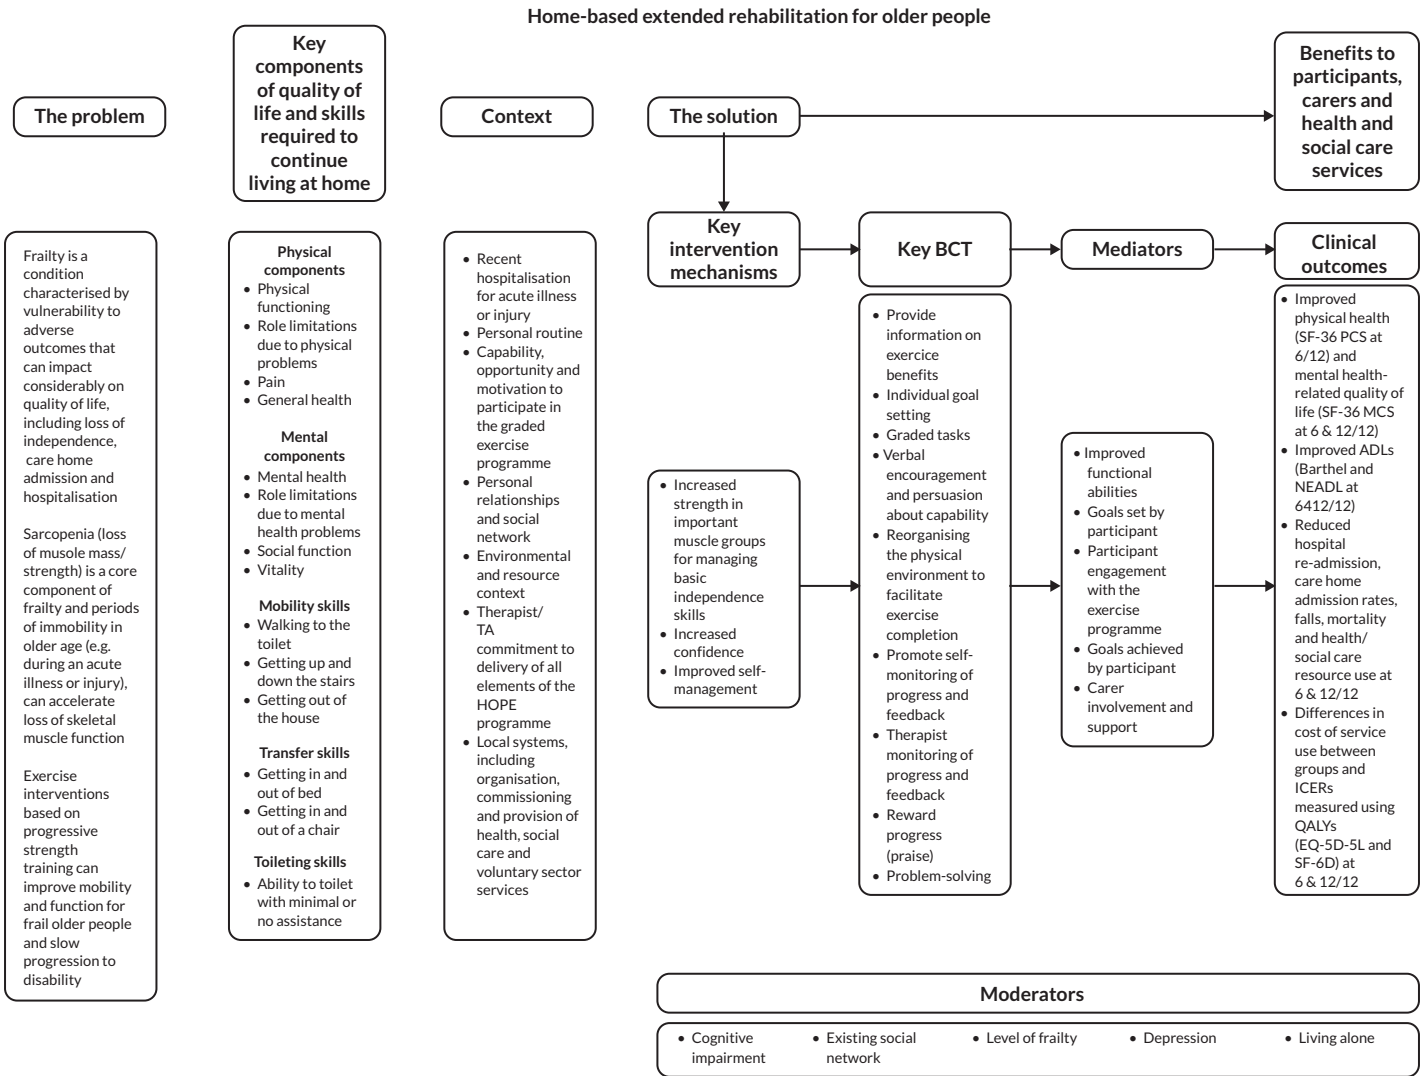 Home-based extended rehabilitation for older people
The problem
Key
components
of quality of
life and skills
required to
continue
living at home
Context
The solution
Benefits to
participants,
carers and
health and
social care
services
Frailty is a
condition
characterised by
vulnerability to
adverse
outcomes that
can impact
considerably on
quality of life,
including loss of
independence,
care home
admission and
hospitalisation
Sarcopenia (loss
of musole mass/
strength) is a core
component of
frailty and periods
of immobility in
older age (e.g.
during an acute
illness or injury),
can accelerate
loss of skeletal
muscle function
Exercise
interventions
based on
progressive
strength
training can
improve mobility
and function for
frail older people
and slow
progression to
disability
Physical
components
• Physical
functioning
• Role limitations
due to physical
problems
• Pain
• General health
Mental
components
• Mental health
• Role limitations
due to mental
health problems
• Social function
• Vitality
Mobility skills
• Walking to the
toilet
• Getting up and
down the stairs
• Getting out of
the house
Transfer skills
• Getting in and
out of bed
• Getting in and
out of a chair
Toileting skills
• Ability to toilet
with minimal or
no assistance
• Recent
hospitalisation
for acute illness
or injury
• Personal routine
• Capability,
opportunity and
motivation to
participate in
the graded
exercise
programme
• Personal
relationships
and social
network
• Environmental
and resource
context
• Therapist/
TA
commitment to
delivery of all
elements of the
HOPE
programme
• Local systems,
including
organisation,
commissioning
and provision of
health, social
care and
voluntary sector
services
Key
intervention
mechanisms
• Increased
strength in
important
muscle groups
for managing
basic
independence
skills
• Increased
confidence
• Improved self-
management
Key BCT
• Provide
information on
exercice
benefits
• Individual goal
setting
• Graded tasks
• Verbal
encouragement
and persuasion
about capability
• Reorganising
the physical
environment to
facilitate
exercise
completion
• Promote self-
monitoring of
progress and
feedback
• Therapist
monitoring of
progress and
feedback
• Reward
progress
(praise)
• Problem-solving
Mediators
• Improved
functional
abilities
• Goals set by
participant
• Participant
engagement
with the
exercise
programme
• Goals achieved
by participant
• Carer
involvement and
support
Clinical
outcomes
• Improved
physical health
(SF-36 PCS at
6/12) and
mental health-
related quality of
life (SF-36 MCS
at 6 & 12/12)
• Improved ADLs
(Barthel and
NEADL at
6412/12)
• Reduced
hospital
re-admission,
care home
admission rates,
falls, mortality
and health/
social care
resource use at
6 & 12/12
• Differences in
cost of service
use between
groups and
ICERs
measured using
QALYs
(EQ-5D-5L and
SF-6D) at
6 & 12/12
Moderators
• Cognitive
impairment
• Existing social
network
• Level of frailty
• Depression
• Living alone